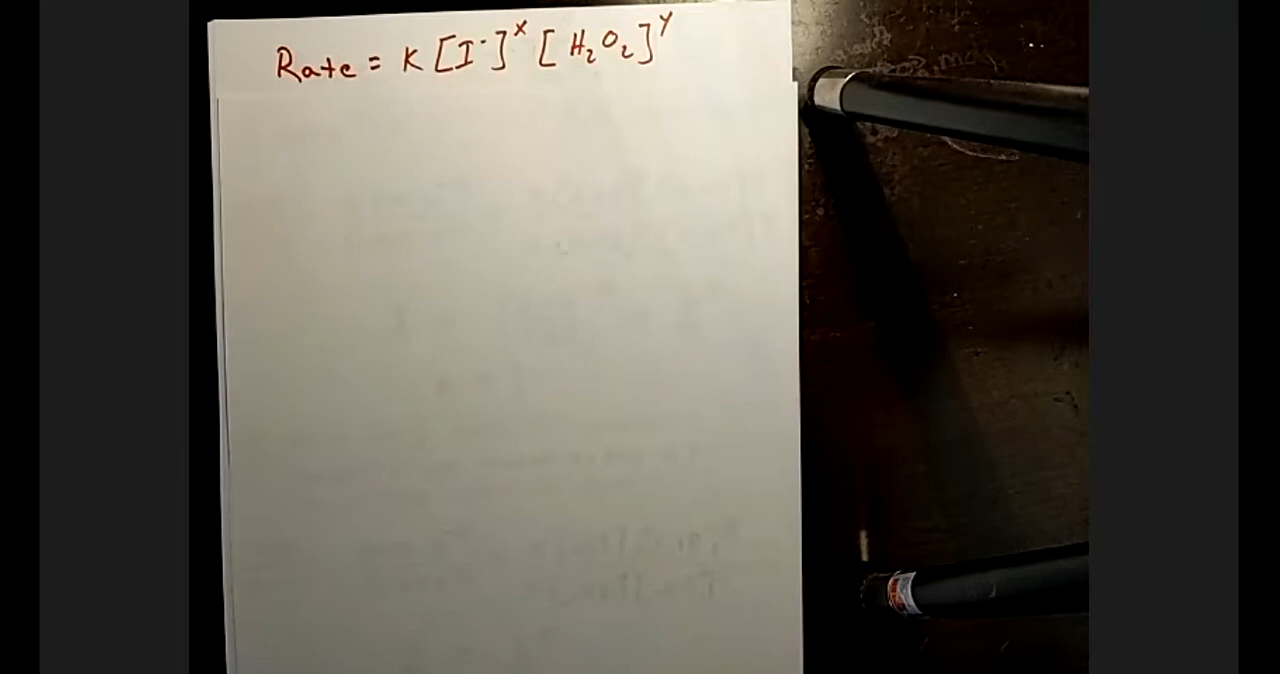 Rate = K [I⁻]ˣ [H₂O₂]ʸ